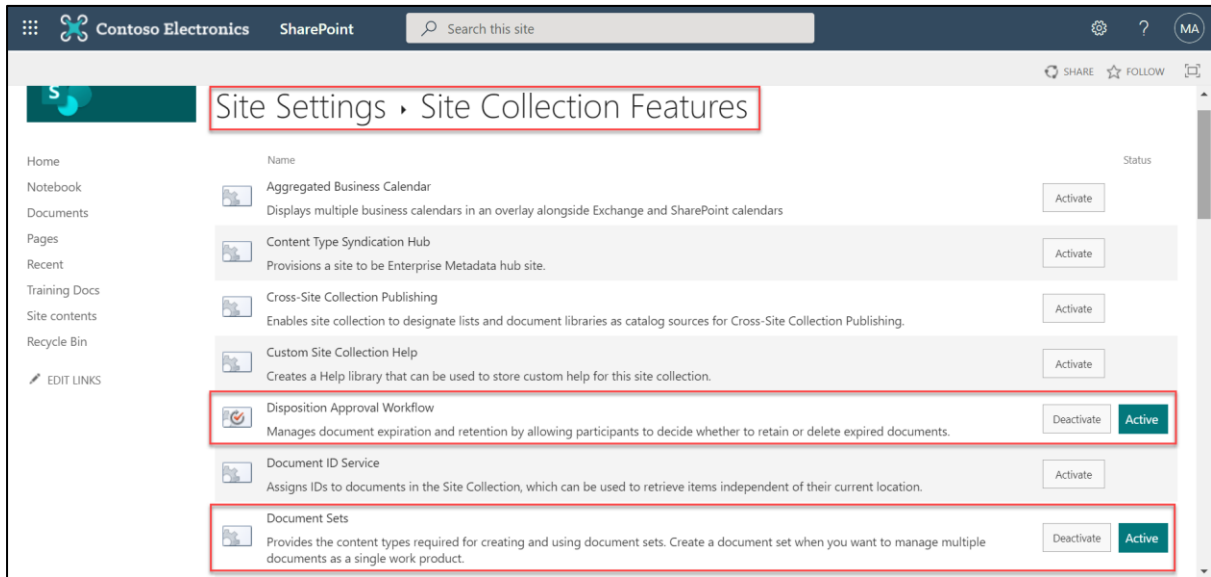 Contoso Electronics SharePoint Search this site ? MA
SHARE FOLLOW
S
Site Settings › Site Collection Features
Home
Notebook
Documents
Pages
Recent
Training Docs
Site contents
Recycle Bin
EDIT LINKS
Name Status
Aggregated Business Calendar
Displays multiple business calendars in an overlay alongside Exchange and SharePoint calendars
Activate
Content Type Syndication Hub
Provisions a site to be Enterprise Metadata hub site.
Activate
Cross-Site Collection Publishing
Enables site collection to designate lists and document libraries as catalog sources for Cross-Site Collection Publishing.
Activate
Custom Site Collection Help
Creates a Help library that can be used to store custom help for this site collection.
Activate
Disposition Approval Workflow
Manages document expiration and retention by allowing participants to decide whether to retain or delete expired documents.
Deactivate Active
Document ID Service
Assigns IDs to documents in the Site Collection, which can be used to retrieve items independent of their current location.
Activate
Document Sets
Provides the content types required for creating and using document sets. Create a document set when you want to manage multiple
documents as a single work product.
Deactivate Active